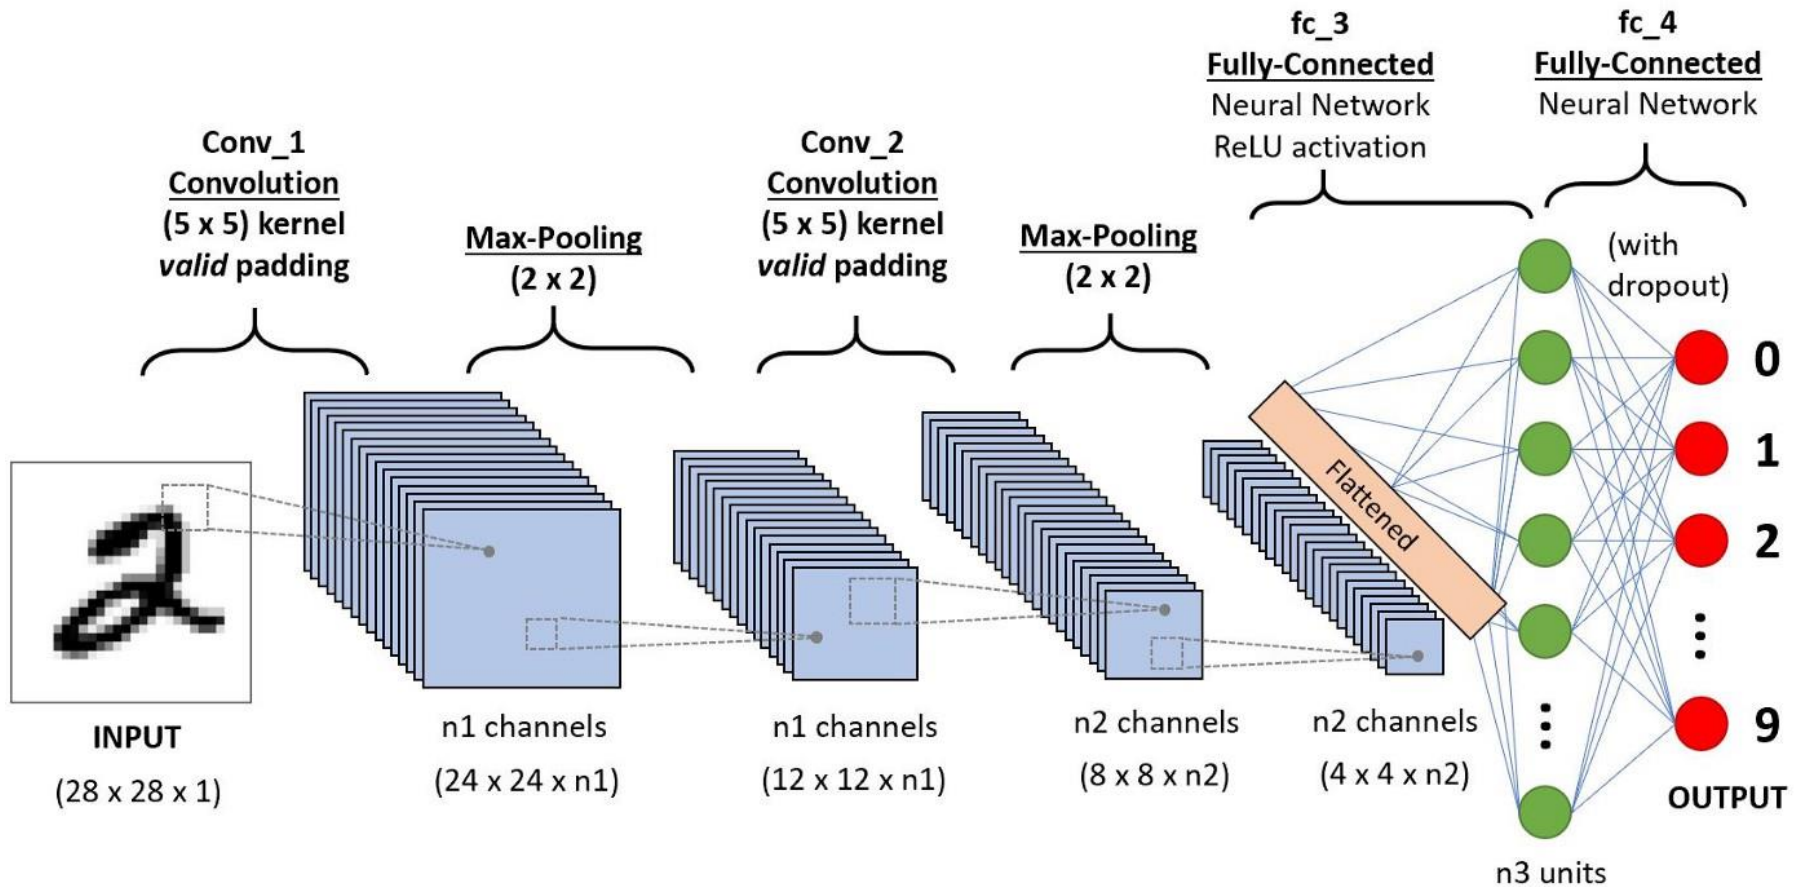 Conv_1
Convolution
(5 x 5) kernel
valid padding
Max-Pooling
(2 x 2)
Conv_2
Convolution
(5 x 5) kernel
valid padding
Max-Pooling
(2 x 2)
fc_3
Fully-Connected
Neural Network
ReLU activation
fc_4
Fully-Connected
Neural Network
(with
dropout)
Flattened
0
1
2
9
OUTPUT
INPUT
(28 x 28 x 1)
n1 channels
(24 x 24 x n1)
n1 channels
(12 x 12 x n1)
n2 channels
(8 x 8 x n2)
n2 channels
(4 x 4 x n2)
n3 units
2